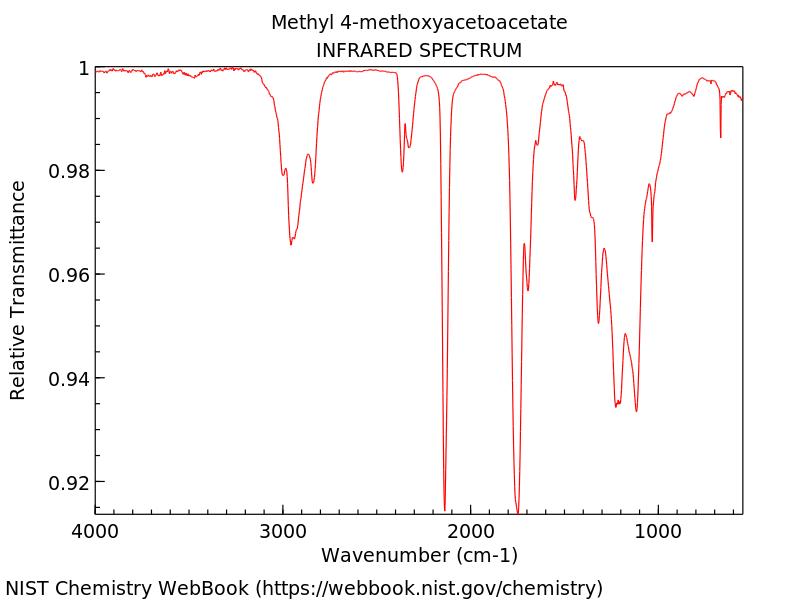 Methyl 4-methoxyacetoacetate
INFRARED SPECTRUM
1
0.98
0.96
0.94
0.92
Relative Transmittance
4000 3000 2000 1000
Wavenumber (cm-1)
NIST Chemistry WebBook (https://webbook.nist.gov/chemistry)